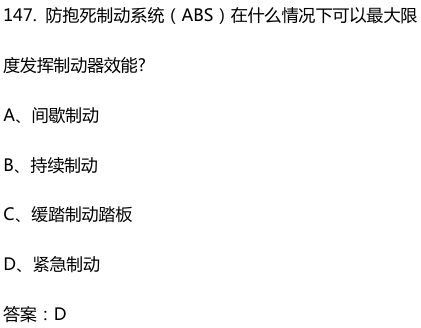 147. 防抱死制动系统（ABS）在什么情况下可以最大限
度发挥制动器效能?
A、间歇制动
B、持续制动
C、缓踏制动踏板
D、紧急制动
答案：D